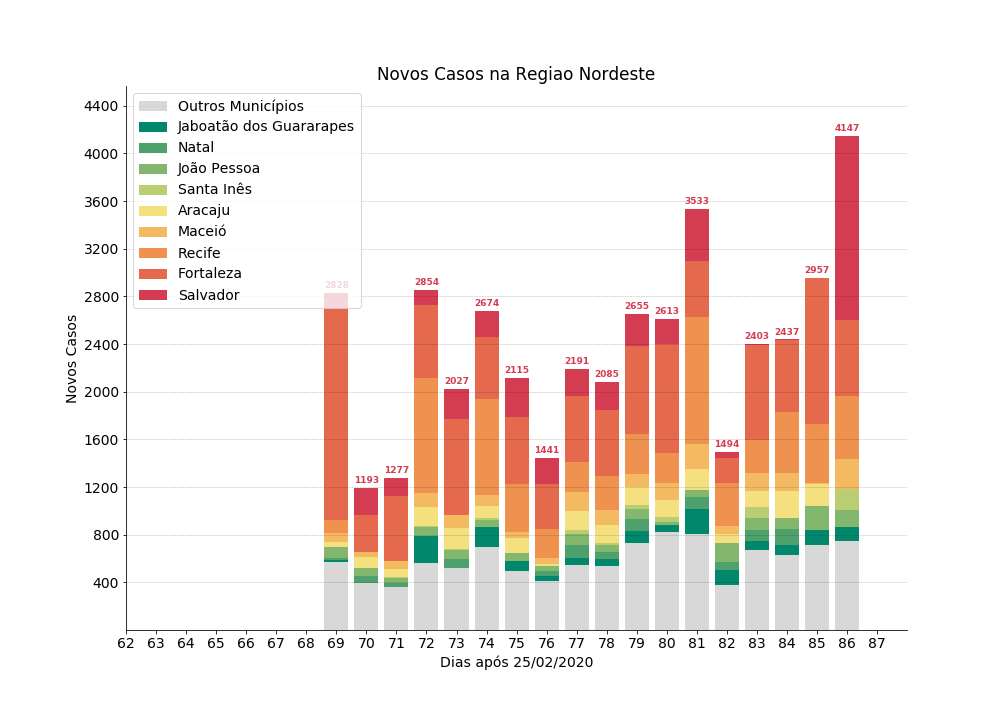 Novos Casos na Regiao Nordeste
Novos Casos
4400
4000
3600
3200
2800
2400
2000
1600
1200
800
400
Outros Municípios
Jaboatão dos Guararapes
Natal
João Pessoa
Santa Inês
Aracaju
Maceió
Recife
Fortaleza
Salvador
2828
1193
1277
2854
2027
2674
2115
1441
2191
2085
2655
2613
3533
1494
2403
2437
2957
4147
62 63 64 65 66 67 68 69 70 71 72 73 74 75 76 77 78 79 80 81 82 83 84 85 86 87
Dias após 25/02/2020